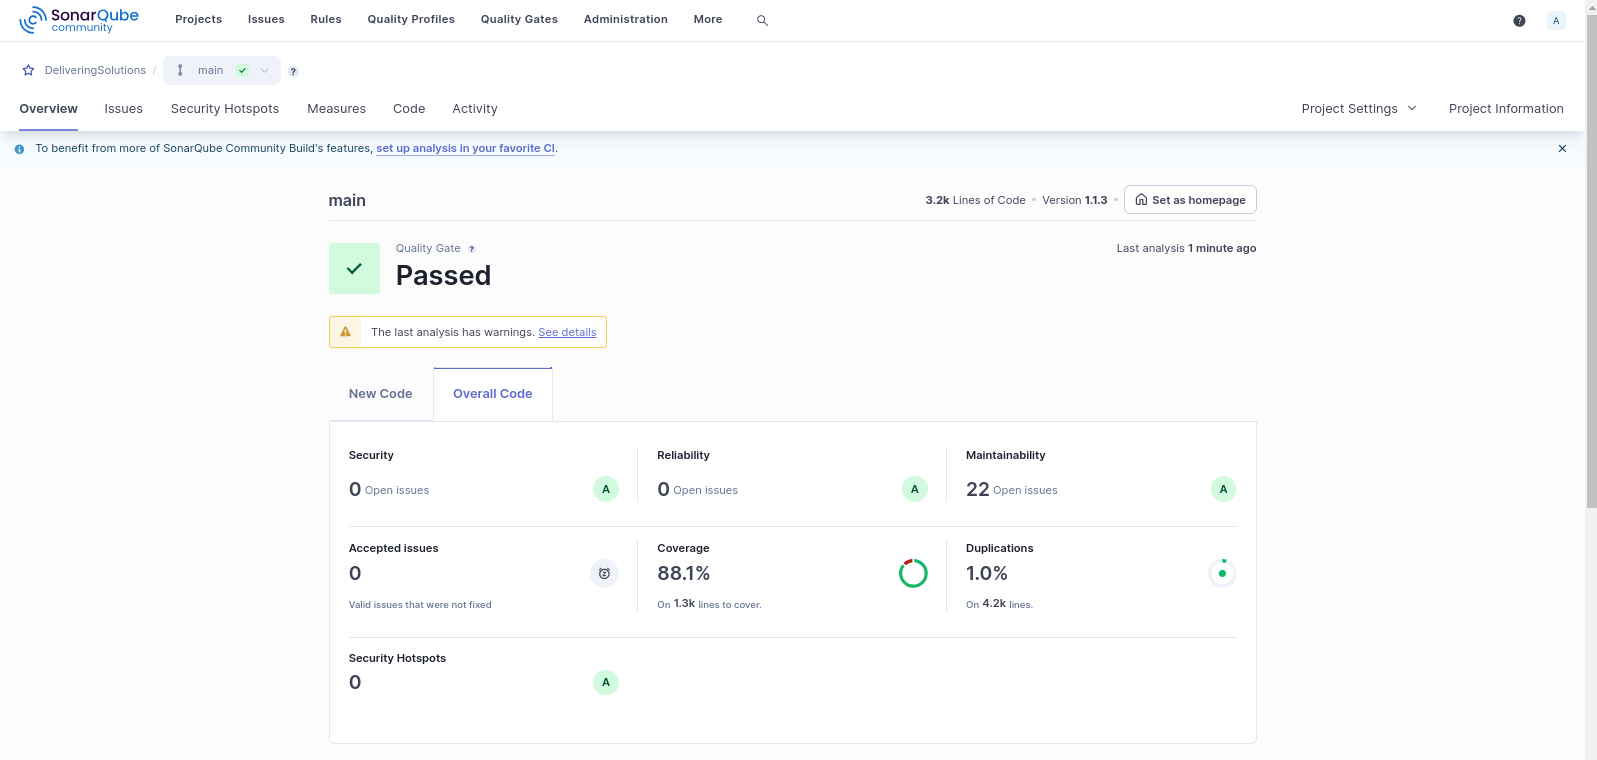 SonarQube community
Projects Issues Rules Quality Profiles Quality Gates Administration More ? A
DeliveringSolutions / main ?
Overview Issues Security Hotspots Measures Code Activity Project Settings Project Information
To benefit from more of SonarQube Community Build's features, set up analysis in your favorite CI.
main 3.2k Lines of Code • Version 1.1.3 • Set as homepage
Quality Gate ? Last analysis 1 minute ago
Passed
The last analysis has warnings. See details
New Code Overall Code
Security Reliability Maintainability
0 Open issues A 0 Open issues A 22 Open issues A
Accepted issues Coverage Duplications
0 88.1% 1.0%
Valid issues that were not fixed On 1.3k lines to cover. On 4.2k lines.
Security Hotspots
0 A